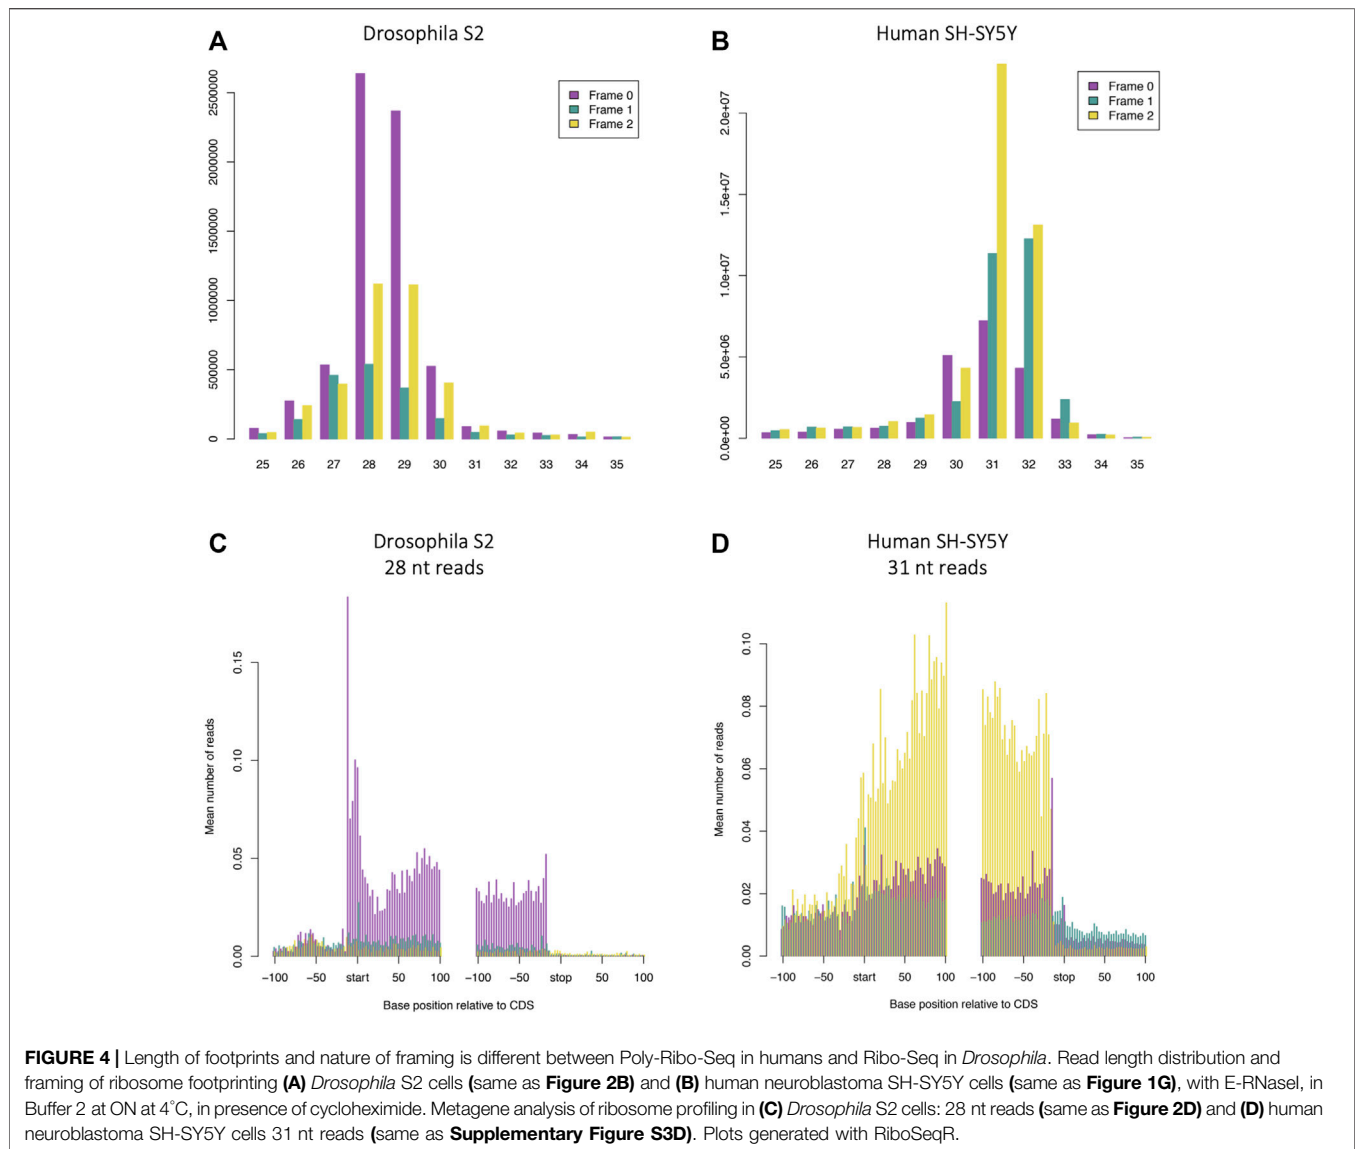 A
Drosophila S2
Frame 0
Frame 1
Frame 2
2500000
2000000
1500000
1000000
500000
0
25 26 27 28 29 30 31 32 33 34 35
B
Human SH-SY5Y
Frame 0
Frame 1
Frame 2
2.0e+07
1.5e+07
1.0e+07
5.0e+06
0.0e+00
25 26 27 28 29 30 31 32 33 34 35
C
Drosophila S2
28 nt reads
Mean number of reads
0.15
0.10
0.05
0.00
−100 −50 start 50 100
−100 −50 stop 50 100
Base position relative to CDS
D
Human SH-SY5Y
31 nt reads
Mean number of reads
0.10
0.08
0.06
0.04
0.02
0.00
−100 −50 start 50 100
−100 −50 stop 50 100
Base position relative to CDS
FIGURE 4 | Length of footprints and nature of framing is different between Poly-Ribo-Seq in humans and Ribo-Seq in Drosophila. Read length distribution and
framing of ribosome footprinting (A) Drosophila S2 cells (same as Figure 2B) and (B) human neuroblastoma SH-SY5Y cells (same as Figure 1G), with E-RNaseI, in
Buffer 2 at ON at 4°C, in presence of cycloheximide. Metagene analysis of ribosome profiling in (C) Drosophila S2 cells: 28 nt reads (same as Figure 2D) and (D) human
neuroblastoma SH-SY5Y cells 31 nt reads (same as Supplementary Figure S3D). Plots generated with RiboSeqR.